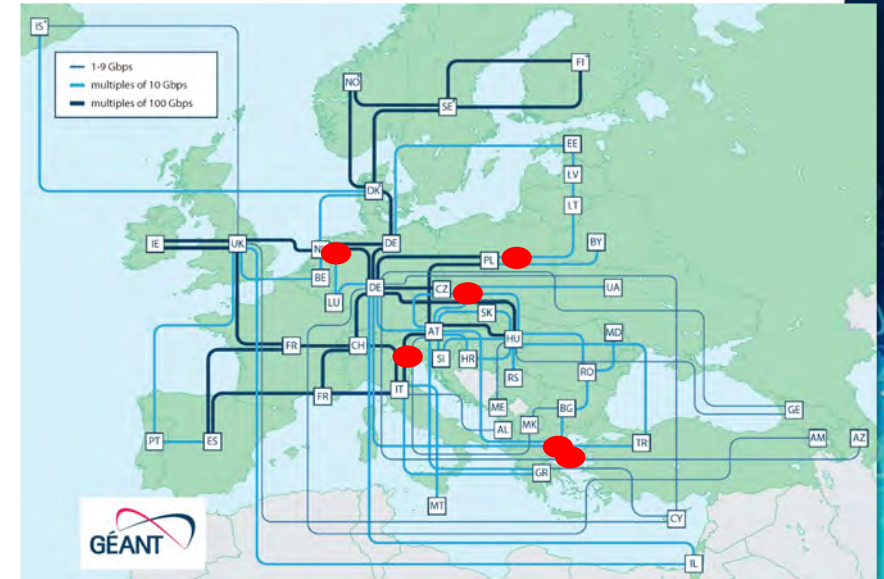 IS
1-9 Gbps
multiples of 10 Gbps
multiples of 100 Gbps
NO
FI
SE
EE
LV
DK
LT
IE
UK
DE
BY
PL
BE
LU
DE
CZ
UA
SK
AT
HU
MD
FR
CH
SI
HR
RO
RS
IT
FR
ME
BG
GE
MK
AL
PT
ES
TR
AM
AZ
GR
MT
CY
GÉANT
IL